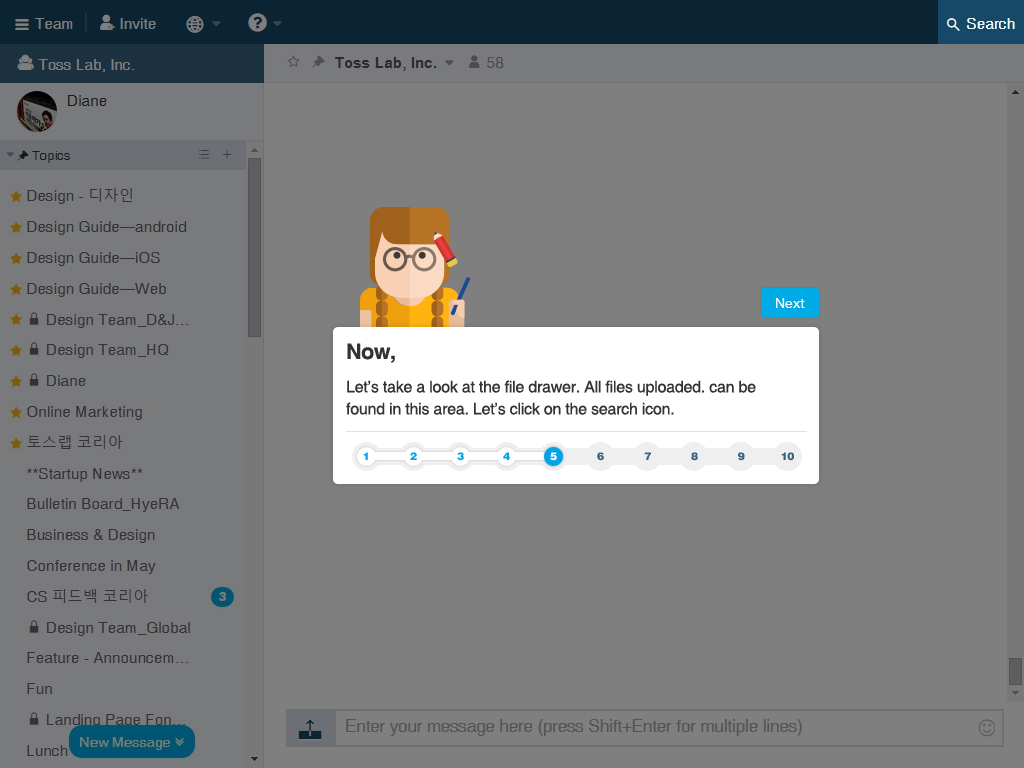 Team
Invite
?
Search
Toss Lab, Inc.
Toss Lab, Inc.
58
Diane
Topics
Design - 디자인
Design Guide—android
Design Guide—iOS
Design Guide—Web
Design Team_D&J...
Design Team_HQ
Diane
Online Marketing
토스랩 코리아
**Startup News**
Bulletin Board_HyeRA
Business & Design
Conference in May
CS 피드백 코리아 3
Design Team_Global
Feature - Announcem...
Fun
Landing Page Fon...
Lunch
New Message
Next
Now,
Let's take a look at the file drawer. All files uploaded. can be
found in this area. Let's click on the search icon.
1 2 3 4 5 6 7 8 9 10
Enter your message here (press Shift+Enter for multiple lines)